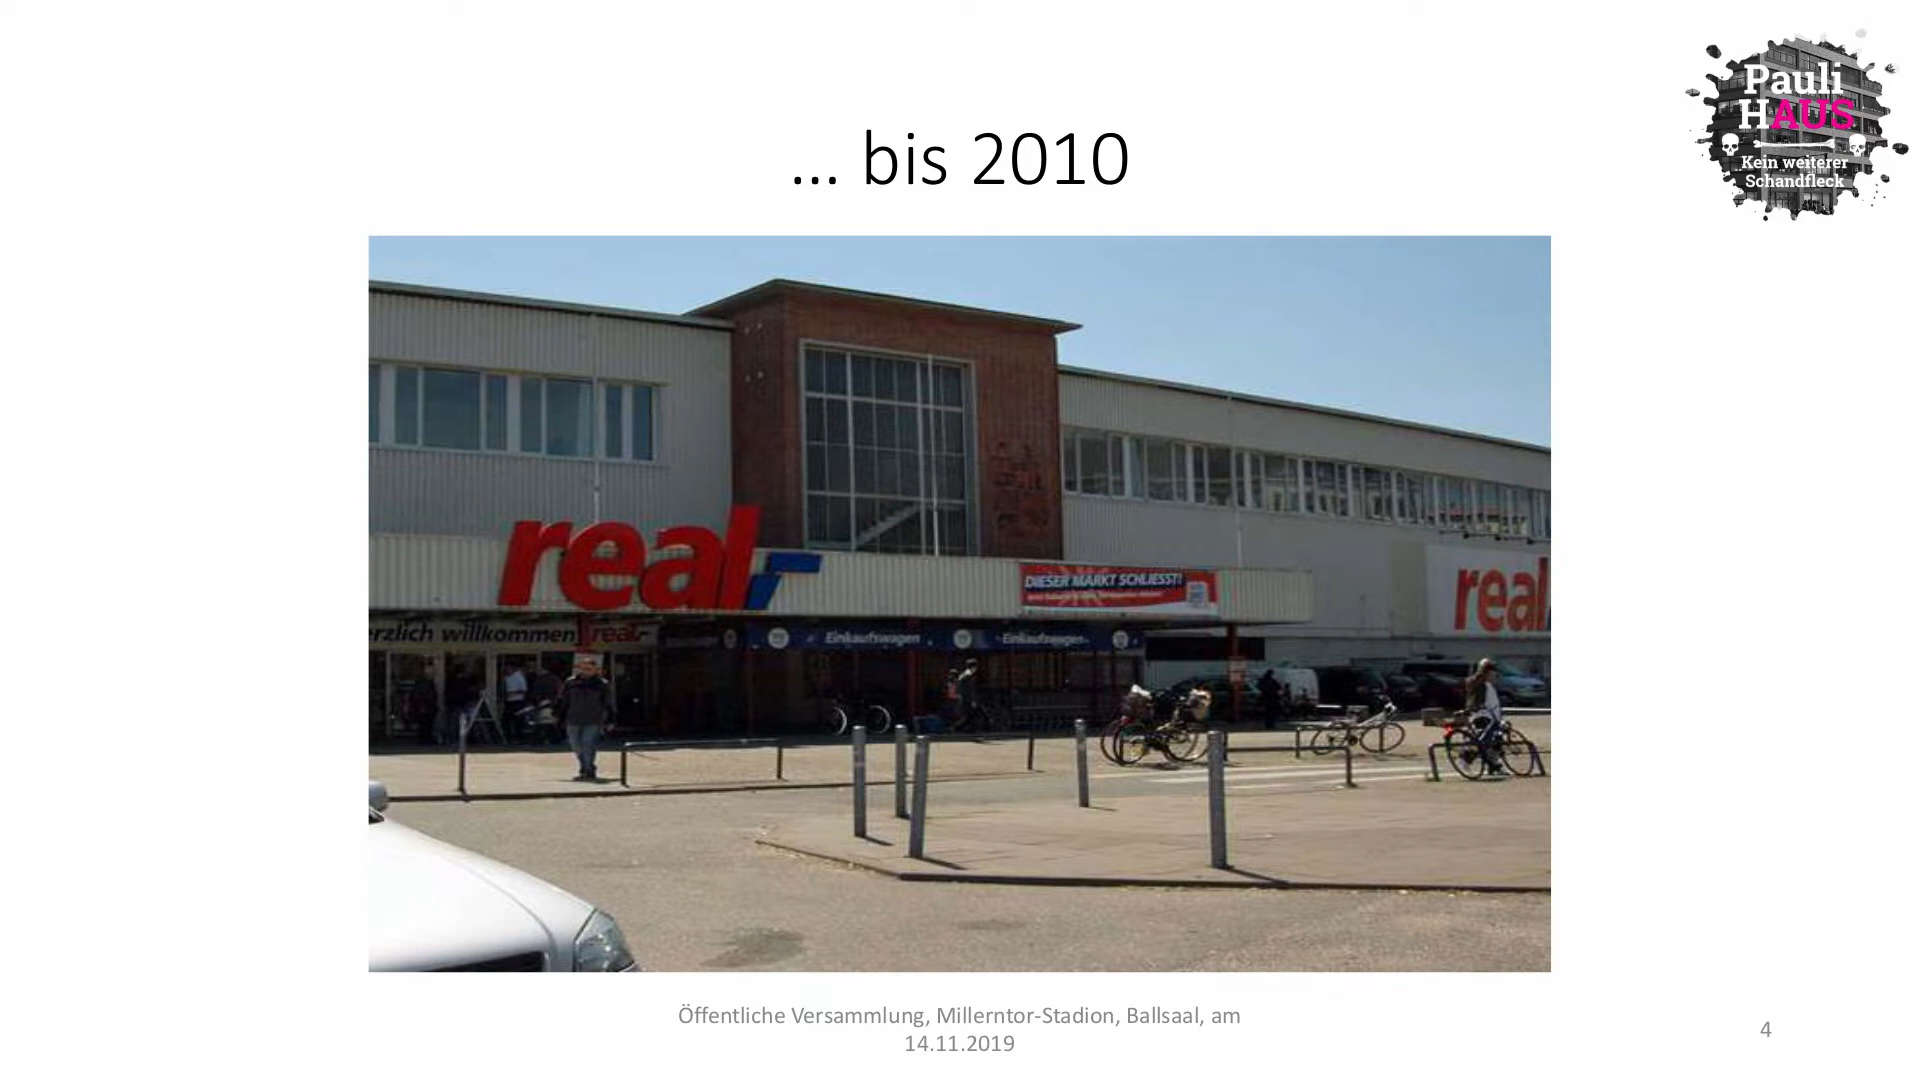 Pauli
HAUS
Kein weiterer
Schandfleck
… bis 2010
real,-
DIESER MARKT SCHLIESST!
real
erzlich willkommen real,-
Einkaufswagen
Einkaufswagen
Öffentliche Versammlung, Millerntor-Stadion, Ballsaal, am
14.11.2019
4